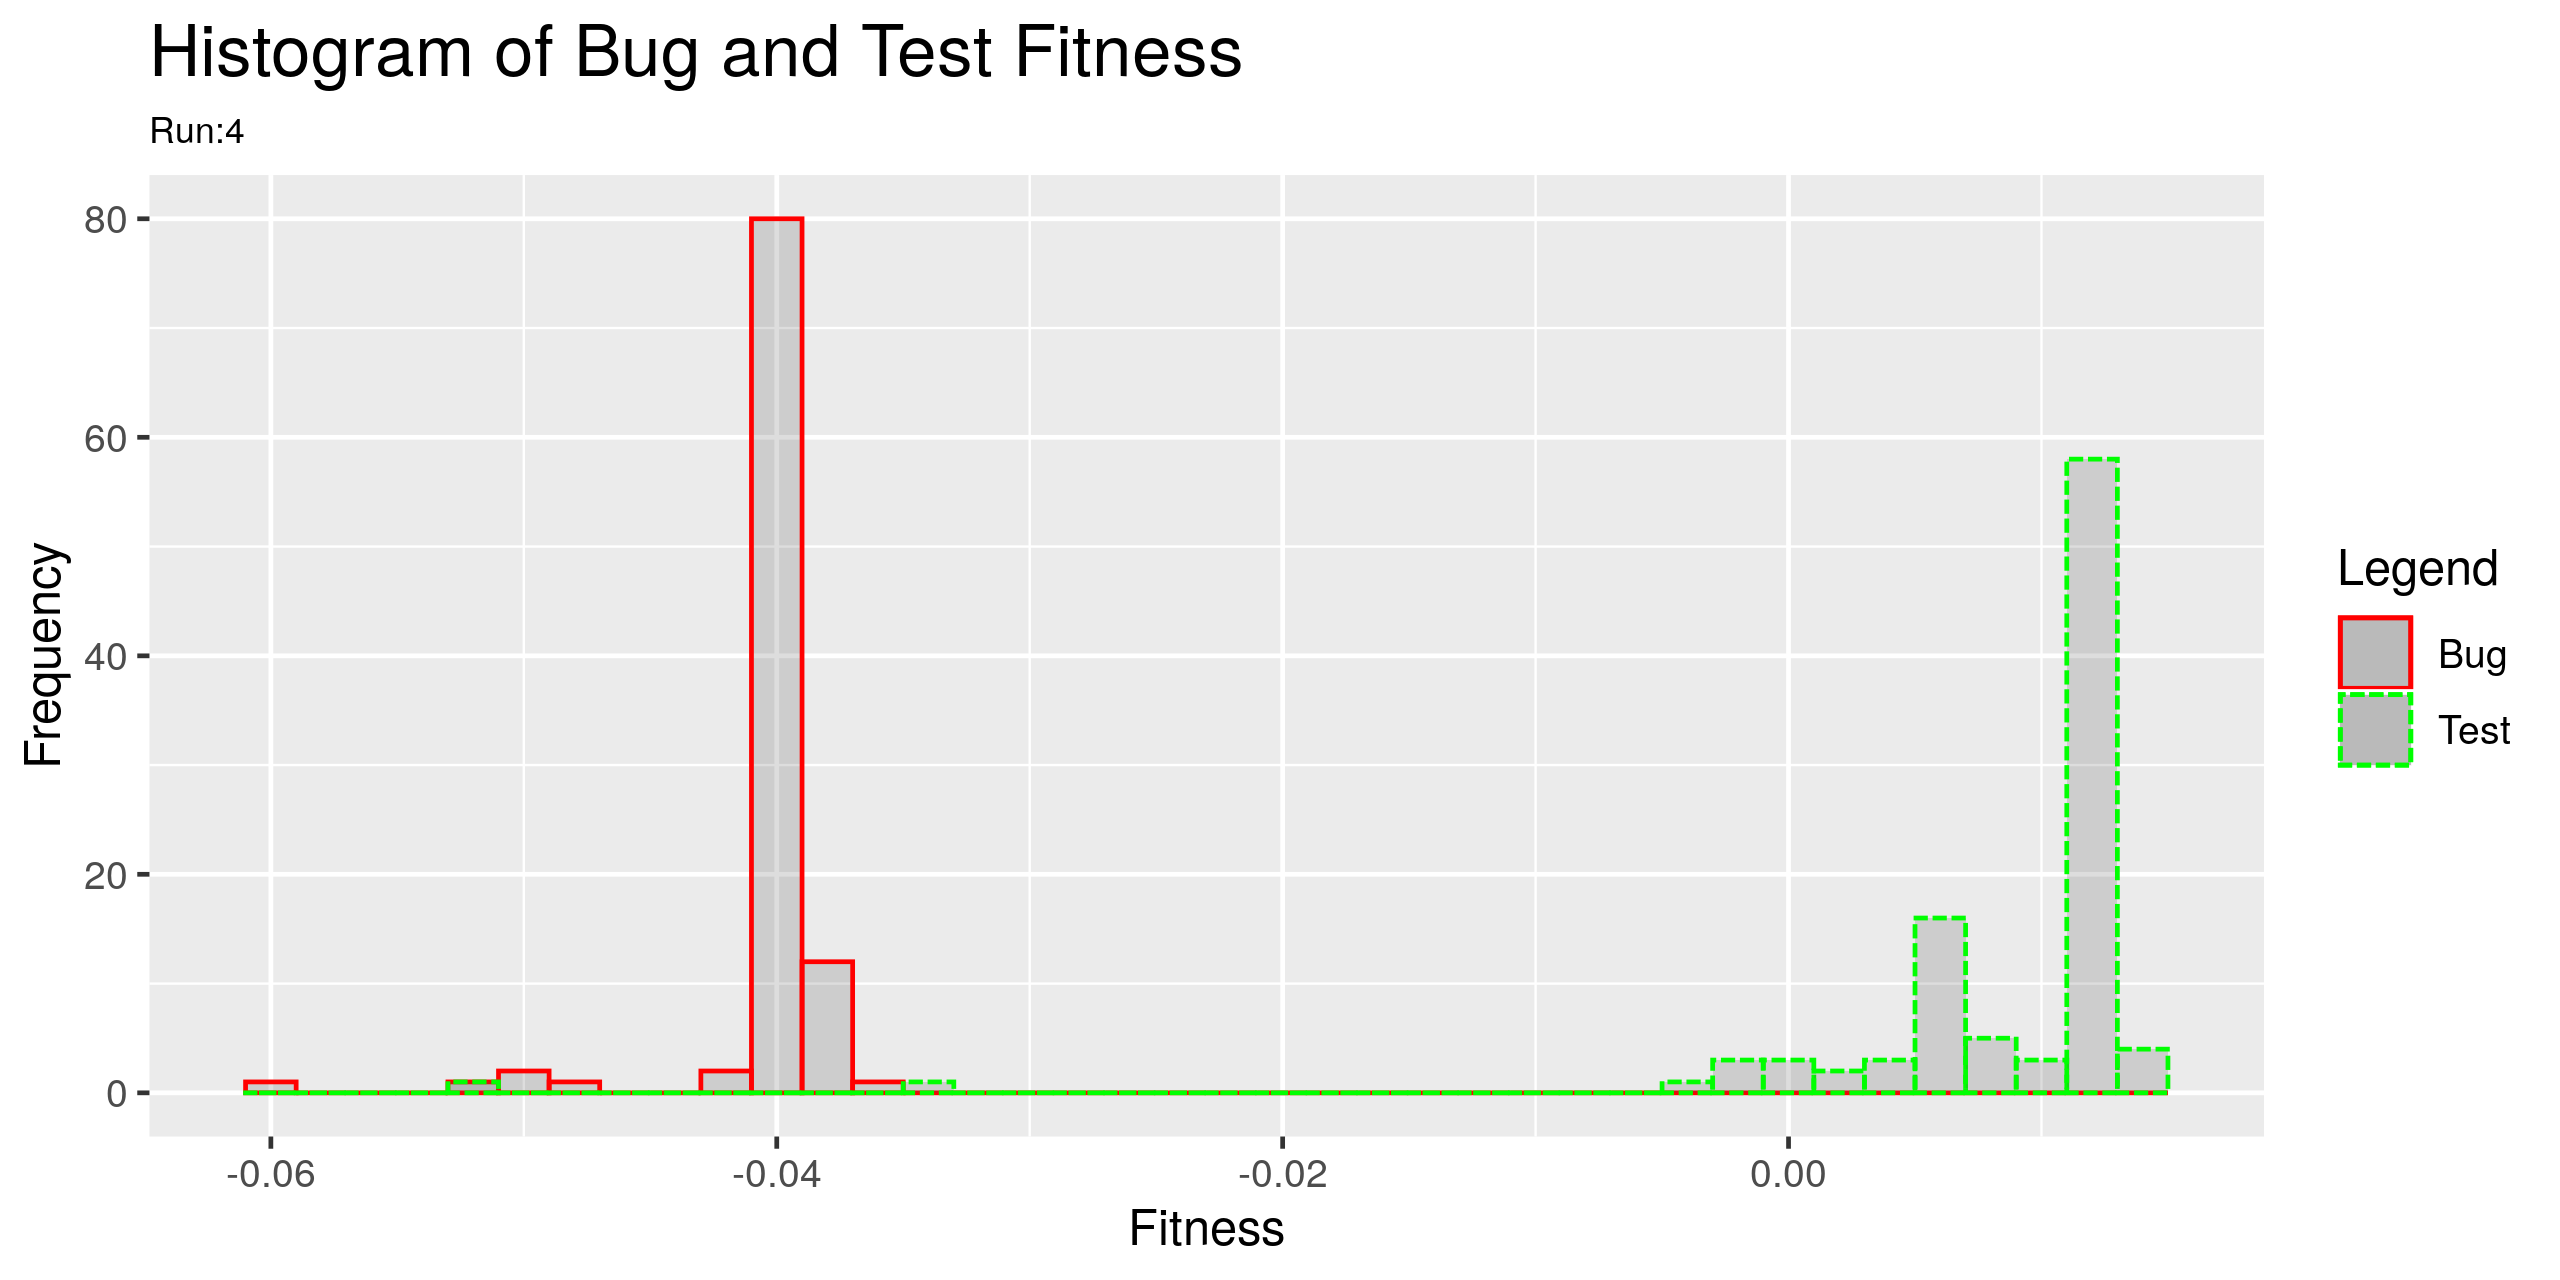 Histogram of Bug and Test Fitness
Run:4
80
60
40
20
0
Frequency
-0.06 -0.04 -0.02 0.00
Fitness
Legend
Bug
Test